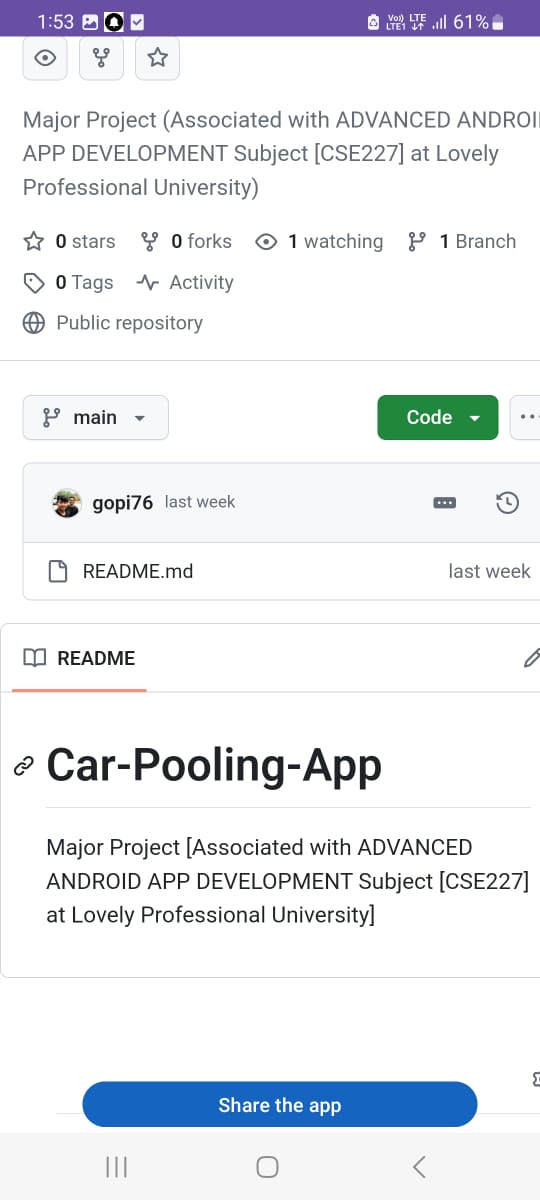 1:53 Vo)) LTE LTE1 61%
Major Project (Associated with ADVANCED ANDROI
APP DEVELOPMENT Subject [CSE227] at Lovely
Professional University)
0 stars 0 forks 1 watching 1 Branch
0 Tags Activity
Public repository
main Code
gopi76 last week
README.md last week
README
Car-Pooling-App
Major Project [Associated with ADVANCED
ANDROID APP DEVELOPMENT Subject [CSE227]
at Lovely Professional University]
Share the app